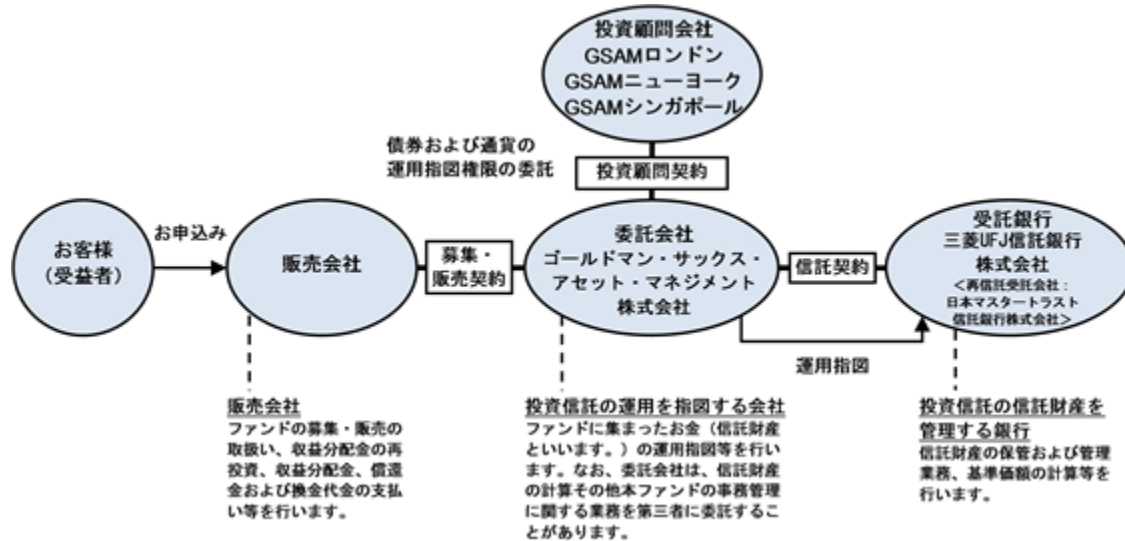 投資顧問会社
GSAMロンドン
GSAMニューヨーク
GSAMシンガポール
債券および通貨の
運用指図権限の委託
投資顧問契約
お客様
（受益者）
お申込み
販売会社
募集・
販売契約
委託会社
ゴールドマン・サックス・
アセット・マネジメント
株式会社
信託契約
受託銀行
三菱UFJ信託銀行
株式会社
＜再信託受託会社：
日本マスタートラスト
信託銀行株式会社＞
運用指図
販売会社
ファンドの募集・販売の
取扱い、収益分配金の再
投資、収益分配金、償還
金および換金代金の支払
い等を行います。
投資信託の運用を指図する会社
ファンドに集まったお金（信託財産
といいます。）の運用指図等を行い
ます。なお、委託会社は、信託財産
の計算その他本ファンドの事務管理
に関する業務を第三者に委託するこ
とがあります。
投資信託の信託財産を
管理する銀行
信託財産の保管および管理
業務、基準価額の計算等を
行います。